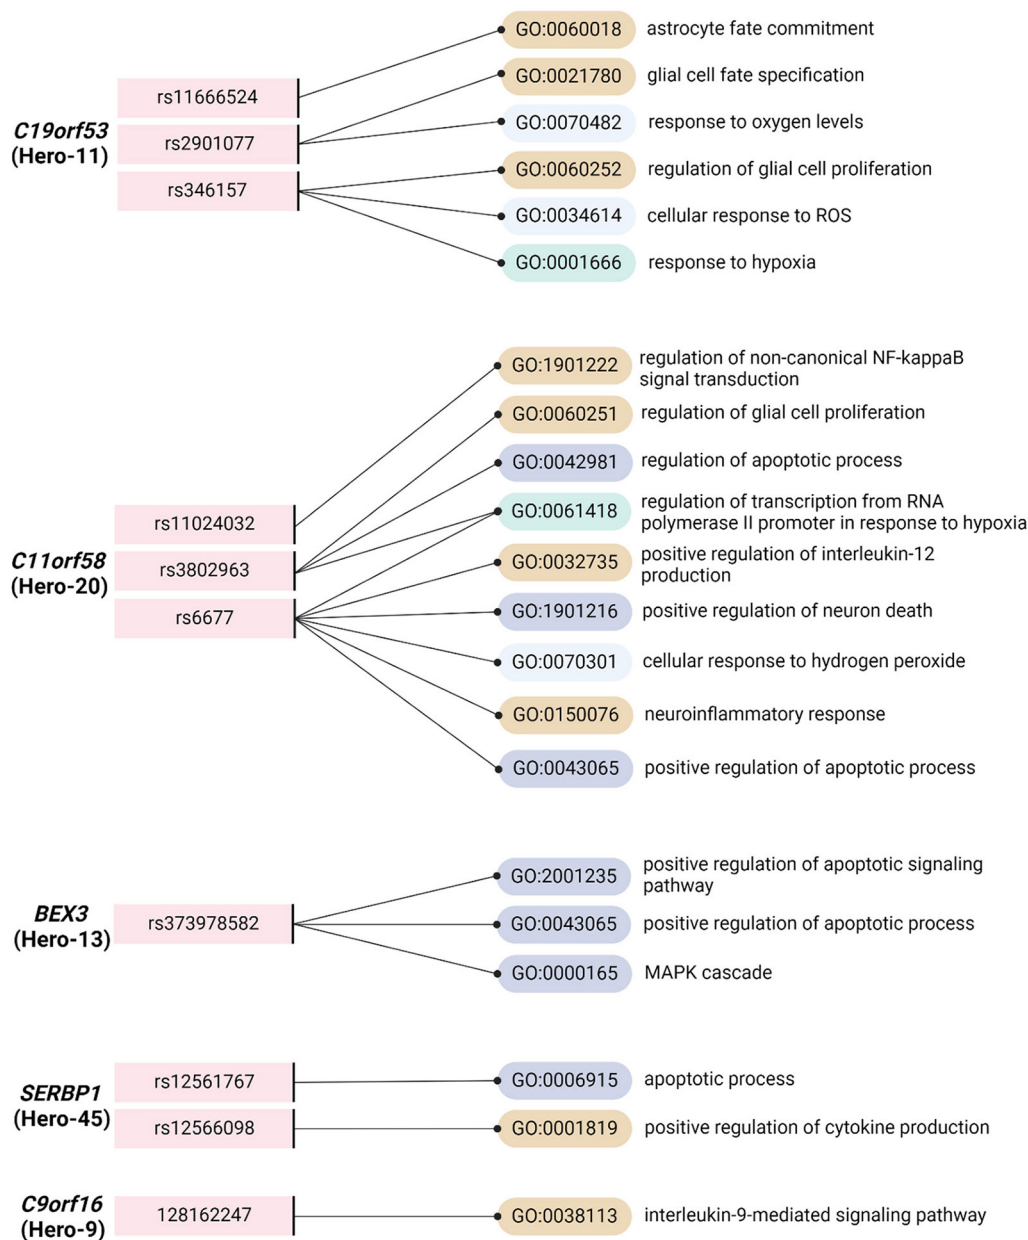 GO:0060018 astrocyte fate commitment
rs11666524
GO:0021780 glial cell fate specification
C19orf53
(Hero-11)
rs2901077
GO:0070482 response to oxygen levels
rs346157
GO:0060252 regulation of glial cell proliferation
GO:0034614 cellular response to ROS
GO:0001666 response to hypoxia
GO:1901222 regulation of non-canonical NF-kappaB
signal transduction
GO:0060251 regulation of glial cell proliferation
GO:0042981 regulation of apoptotic process
rs11024032
GO:0061418 regulation of transcription from RNA
polymerase II promoter in response to hypoxia
C11orf58
(Hero-20)
rs3802963
GO:0032735 positive regulation of interleukin-12
production
rs6677
GO:1901216 positive regulation of neuron death
GO:0070301 cellular response to hydrogen peroxide
GO:0150076 neuroinflammatory response
GO:0043065 positive regulation of apoptotic process
GO:2001235 positive regulation of apoptotic signaling
pathway
BEX3
(Hero-13)
rs373978582
GO:0043065 positive regulation of apoptotic process
GO:0000165 MAPK cascade
SERBP1
(Hero-45)
rs12561767
GO:0006915 apoptotic process
rs12566098
GO:0001819 positive regulation of cytokine production
C9orf16
(Hero-9)
128162247
GO:0038113 interleukin-9-mediated signaling pathway